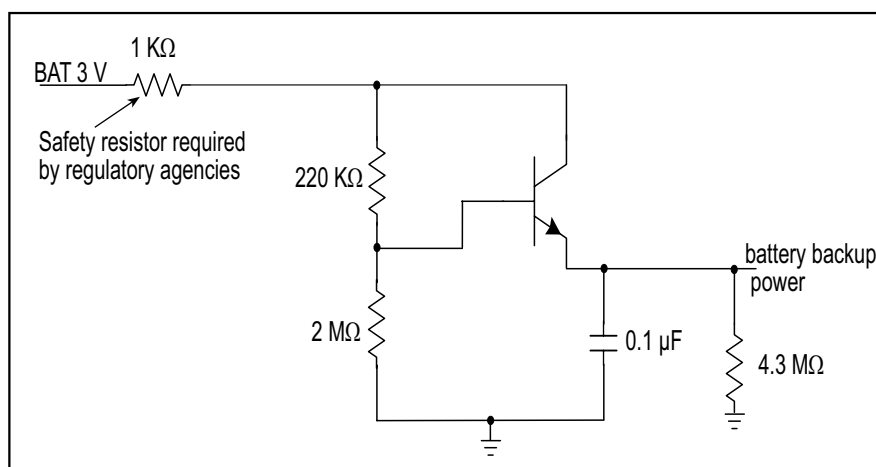 1 KΩ
BAT 3 V
Safety resistor required
by regulatory agencies
220 KΩ
battery backup
power
2 MΩ
0.1 µF
4.3 MΩ